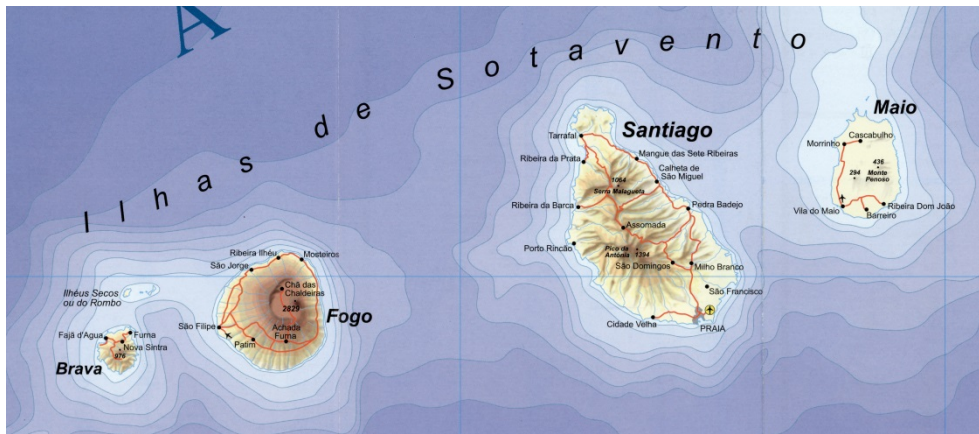 A
Ilhas de Sotavento
Brava
Ilhéus Secos
ou do Rombo
Fajã d'Agua
Furna
Nova Sintra
976
Fogo
Ribeira Ilhéu
Mosteiros
São Jorge
Chã das
Chaldeiras
2829
São Filipe
Achada
Furna
Patim
Santiago
Tarrafal
Mangue das Sete Ribeiras
Ribeira da Prata
Calheta de
São Miguel
1064
Serra Malagueta
Ribeira da Barca
Pedra Badejo
Assomada
Porto Rincão
Pico da
Antónia
1394
São Domingos
Milho Branco
São Francisco
Cidade Velha
PRAIA
Maio
Cascabulho
Morrinho
436
Monte
Penoso
294
Vila do Maio
Barreiro
Ribeira Dom João